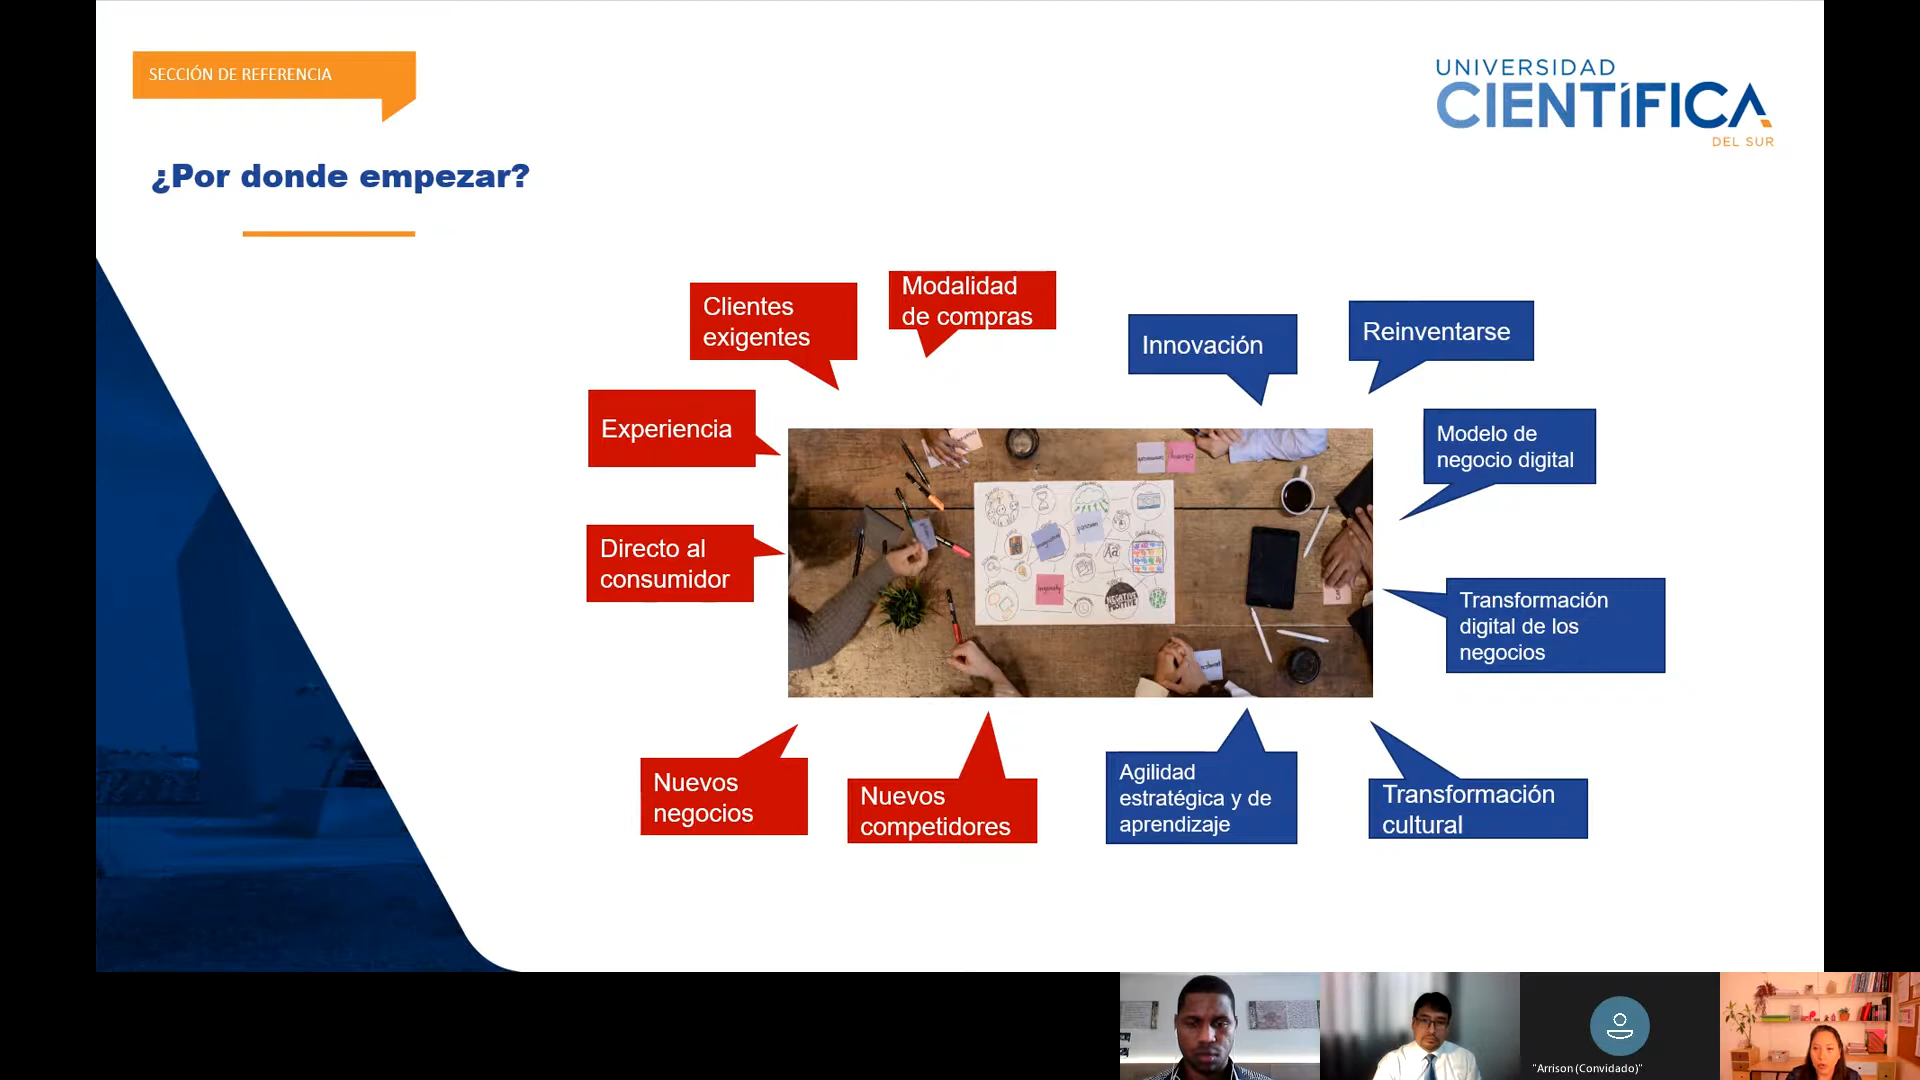 SECCIÓN DE REFERENCIA
UNIVERSIDAD
CIENTÍFICA
DEL SUR
¿Por donde empezar?
Clientes
exigentes
Modalidad
de compras
Innovación
Reinventarse
Experiencia
Modelo de
negocio digital
Directo al
consumidor
Transformación
digital de los
negocios
Nuevos
negocios
Nuevos
competidores
Agilidad
estratégica y de
aprendizaje
Transformación
cultural
NEGATIVE
POSITIVE
"Arrison (Convidado)"